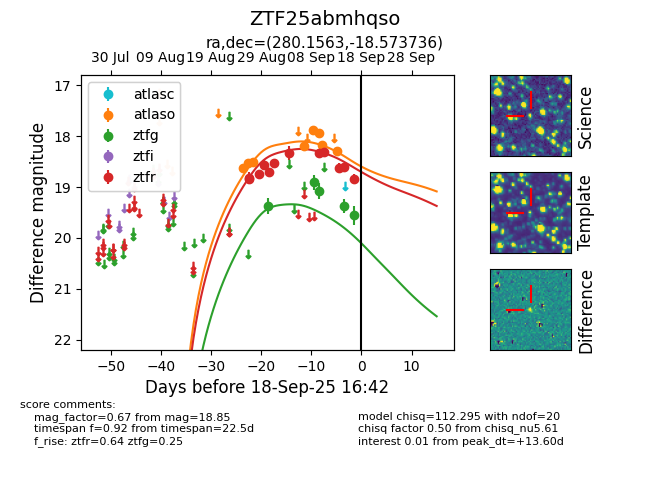 ZTF25abmhqso
ra,dec=(280.1563,-18.573736)
30 Jul 09 Aug 19 Aug 29 Aug 08 Sep 18 Sep 28 Sep
17
18
19
20
21
22
Difference magnitude
atlasc
atlaso
ztfg
ztfi
ztfr
−50 −40 −30 −20 −10 0 10
Days before 18-Sep-25 16:42
Science
Template
Difference
score comments:
mag_factor=0.67 from mag=18.85
timespan f=0.92 from timespan=22.5d
f_rise: ztfr=0.64 ztfg=0.25
model chisq=112.295 with ndof=20
chisq factor 0.50 from chisq_nu5.61
interest 0.01 from peak_dt=+13.60d